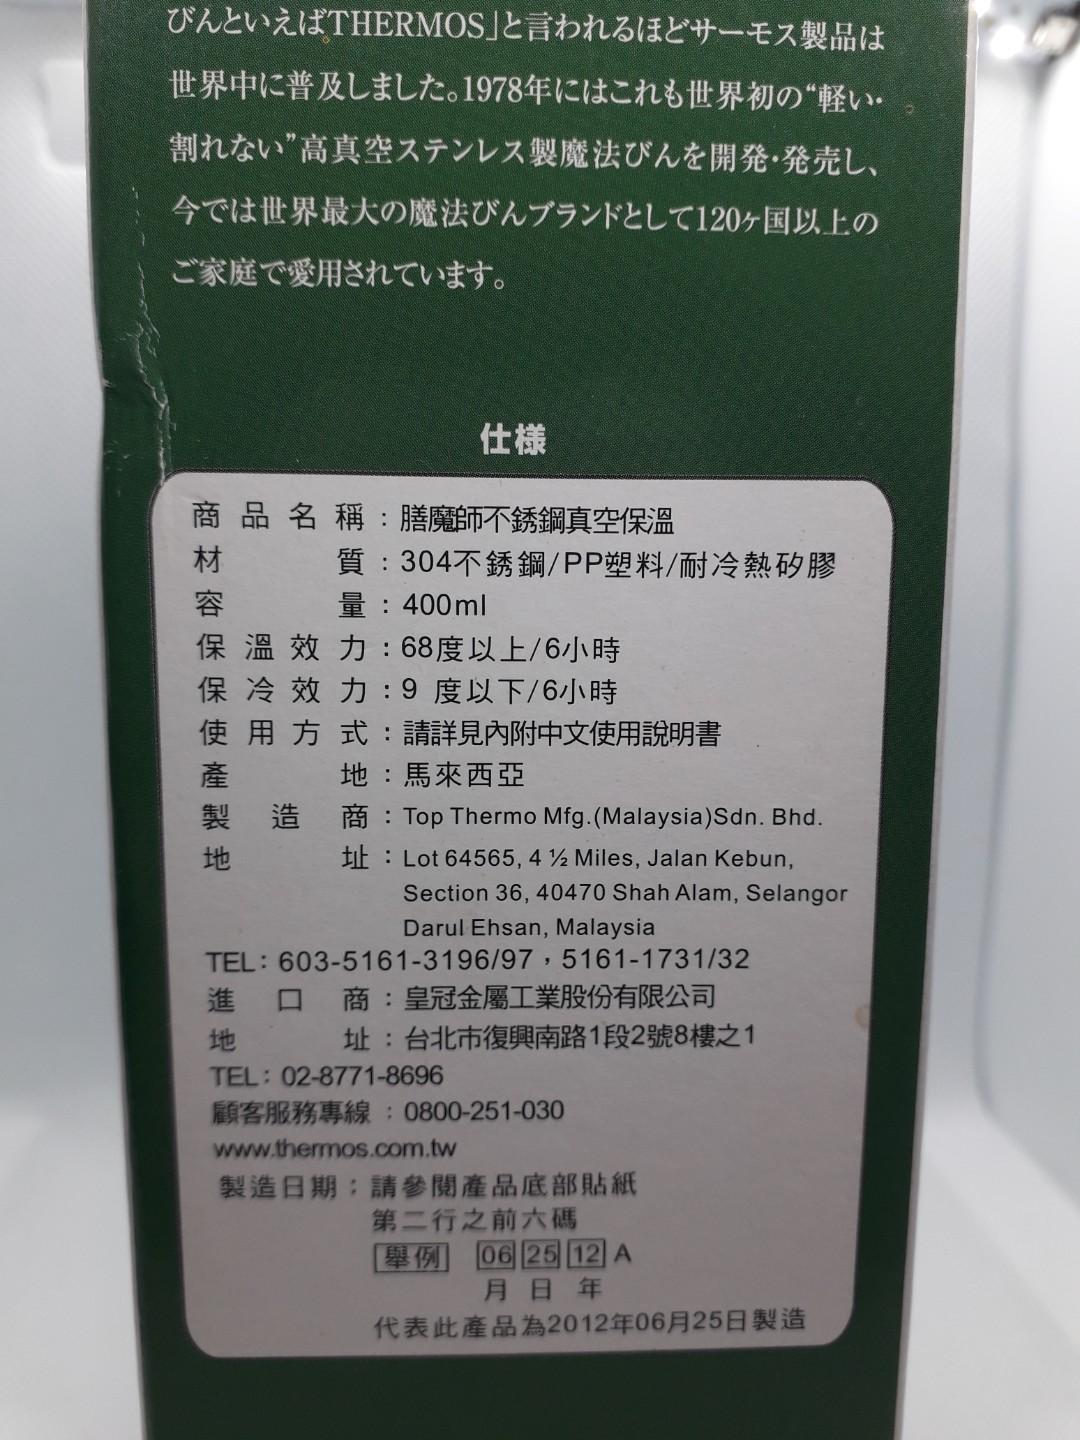 びんといえばTHERMOS」と言われるほどサーモス製品は
世界中に普及しました。1978年にはこれも世界初の“軽い・
割れない”高真空ステンレス製魔法びんを開発・発売し、
今では世界最大の魔法びんブランドとして120ヶ国以上の
ご家庭で愛用されています。
仕様
商品名稱：膳魔師不銹鋼真空保溫
材質：304不銹鋼/PP塑料/耐冷熱矽膠
容量：400ml
保溫效力：68度以上/6小時
保冷效力：9 度以下/6小時
使用方式：請詳見內附中文使用說明書
產地：馬來西亞
製造商：Top Thermo Mfg.(Malaysia)Sdn. Bhd.
地址：Lot 64565, 4 ½ Miles, Jalan Kebun,
Section 36, 40470 Shah Alam, Selangor
Darul Ehsan, Malaysia
TEL：603-5161-3196/97，5161-1731/32
進口商：皇冠金屬工業股份有限公司
地址：台北市復興南路1段2號8樓之1
TEL：02-8771-8696
顧客服務專線：0800-251-030
www.thermos.com.tw
製造日期；請參閱產品底部貼紙
第二行之前六碼
舉例 06 25 12 A
月 日 年
代表此產品為2012年06月25日製造